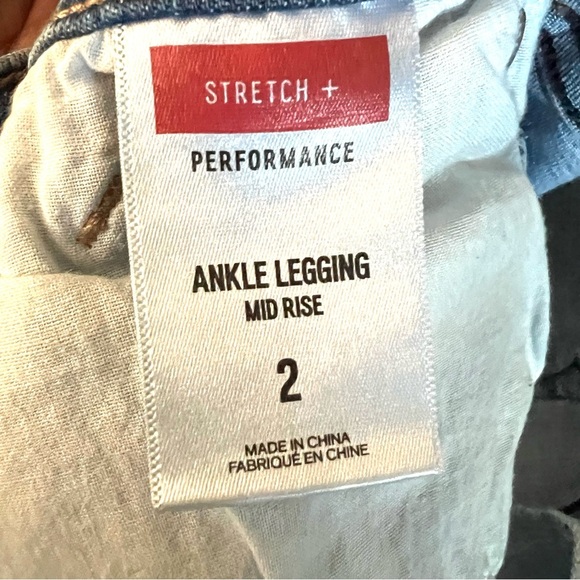 STRETCH +
PERFORMANCE
ANKLE LEGGING
MID RISE
2
MADE IN CHINA
FABRIQUÉ EN CHINE